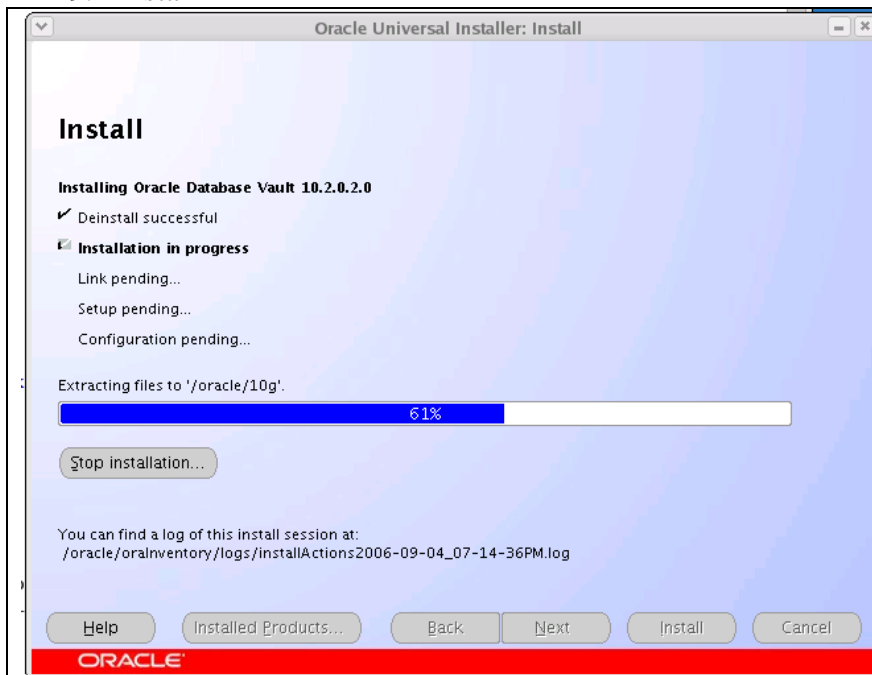 Oracle Universal Installer: Install
Install
Installing Oracle Database Vault 10.2.0.2.0
Deinstall successful
Installation in progress
Link pending...
Setup pending...
Configuration pending...
Extracting files to '/oracle/10g'.
61%
Stop installation...
You can find a log of this install session at:
/oracle/oraInventory/logs/installActions2006-09-04_07-14-36PM.log
Help Installed Products... Back Next Install Cancel
ORACLE